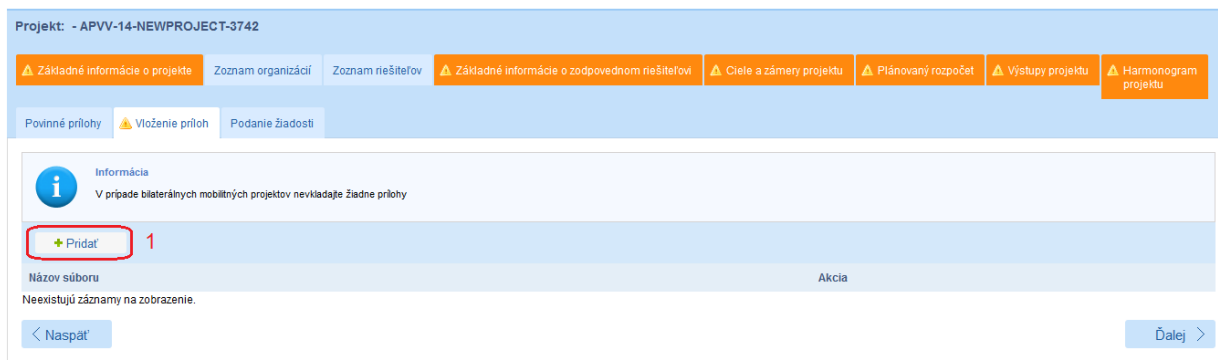 Projekt: - APVV-14-NEWPROJECT-3742
Základné informácie o projekte Zoznam organizácií Zoznam riešiteľov Základné informácie o zodpovednom riešiteľovi Ciele a zámery projektu Plánovaný rozpočet Výstupy projektu Harmonogram
projektu
Povinné prílohy Vloženie príloh Podanie žiadosti
Informácia
V prípade bilaterálnych mobilitných projektov nevkladajte žiadne prílohy
+ Pridať 1
Názov súboru Akcia
Neexistujú záznamy na zobrazenie.
< Naspäť Ďalej >